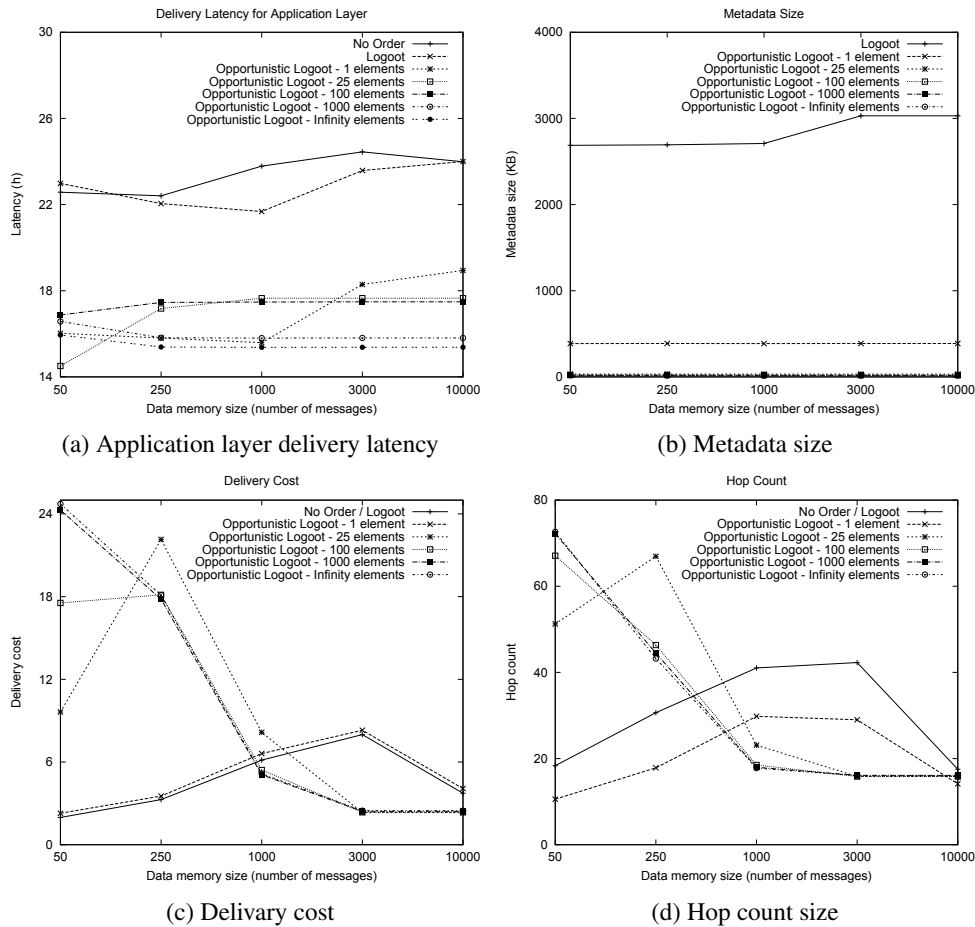 Delivery Latency for Application Layer
30
26
22
18
14
50
250
1000
3000
10000
Latency (h)
Data memory size (number of messages)
No Order
Logoot
Opportunistic Logoot - 1 elements
Opportunistic Logoot - 25 elements
Opportunistic Logoot - 100 elements
Opportunistic Logoot - 1000 elements
Opportunistic Logoot - Infinity elements
(a) Application layer delivery latency
Metadata Size
4000
3000
2000
1000
0
50
250
1000
3000
10000
Metadata size (KB)
Data memory size (number of messages)
Logoot
Opportunistic Logoot - 1 element
Opportunistic Logoot - 25 elements
Opportunistic Logoot - 100 elements
Opportunistic Logoot - 1000 elements
Opportunistic Logoot - Infinity elements
(b) Metadata size
Delivery Cost
24
18
12
6
0
50
250
1000
3000
10000
Delivery cost
Data memory size (number of messages)
No Order / Logoot
Opportunistic Logoot - 1 element
Opportunistic Logoot - 25 elements
Opportunistic Logoot - 100 elements
Opportunistic Logoot - 1000 elements
Opportunistic Logoot - Infinity elements
(c) Delivary cost
Hop Count
80
60
40
20
0
50
250
1000
3000
10000
Hop count
Data memory size (number of messages)
No Order / Logoot
Opportunistic Logoot - 1 element
Opportunistic Logoot - 25 elements
Opportunistic Logoot - 100 elements
Opportunistic Logoot - 1000 elements
Opportunistic Logoot - Infinity elements
(d) Hop count size